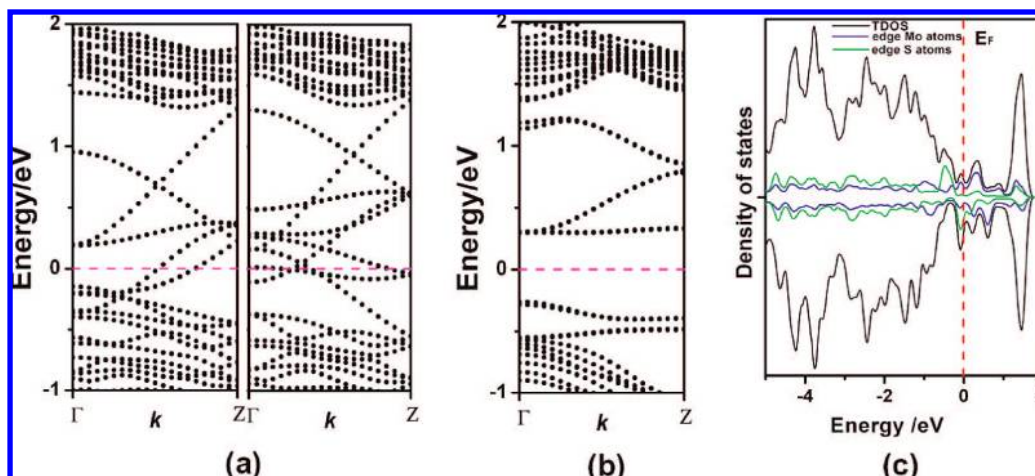 2
1
0
-1
Energy/eV
Γ
k
Z
Γ
k
Z
(a)
2
1
0
-1
Energy/eV
Γ
k
Z
(b)
TDOS
edge Mo atoms
edge S atoms
EF
Density of states
-4
-2
0
Energy /eV
(c)